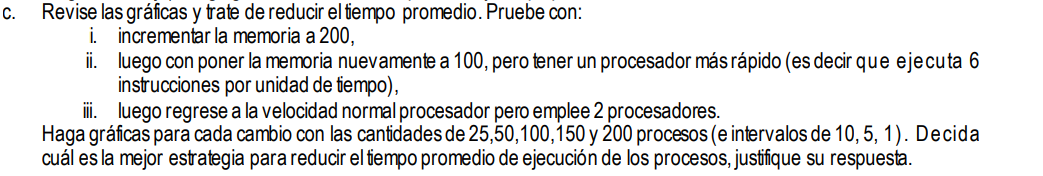 c. Revise las gráficas y trate de reducir el tiempo promedio. Pruebe con:
i. incrementar la memoria a 200,
ii. luego con poner la memoria nuevamente a 100, pero tener un procesador más rápido (es decir que ejecuta 6
instrucciones por unidad de tiempo),
iii. luego regrese a la velocidad normal procesador pero emplee 2 procesadores.
Haga gráficas para cada cambio con las cantidades de 25,50,100,150 y 200 procesos (e intervalos de 10, 5, 1). Decida
cuál es la mejor estrategia para reducir el tiempo promedio de ejecución de los procesos, justifique su respuesta.